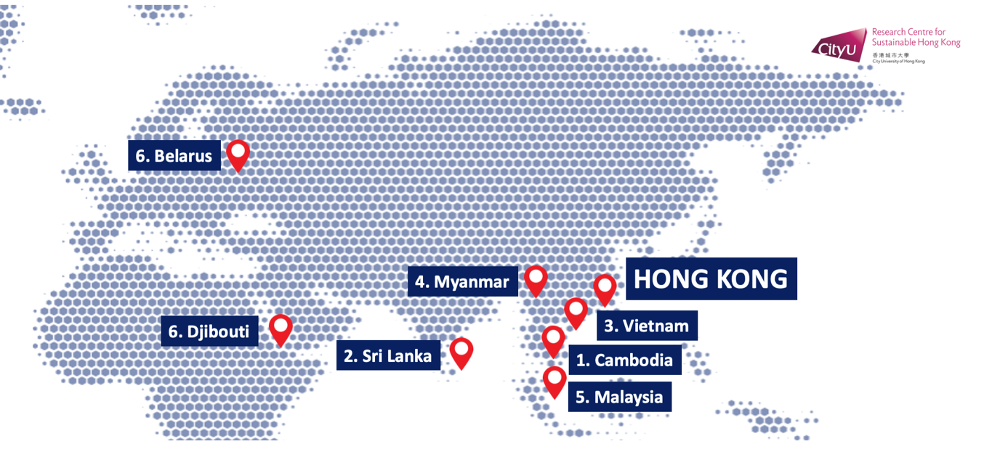 CityU
Research Centre for
Sustainable Hong Kong
香港城市大學
City University of Hong Kong
6. Belarus
HONG KONG
4. Myanmar
3. Vietnam
6. Djibouti
2. Sri Lanka
1. Cambodia
5. Malaysia